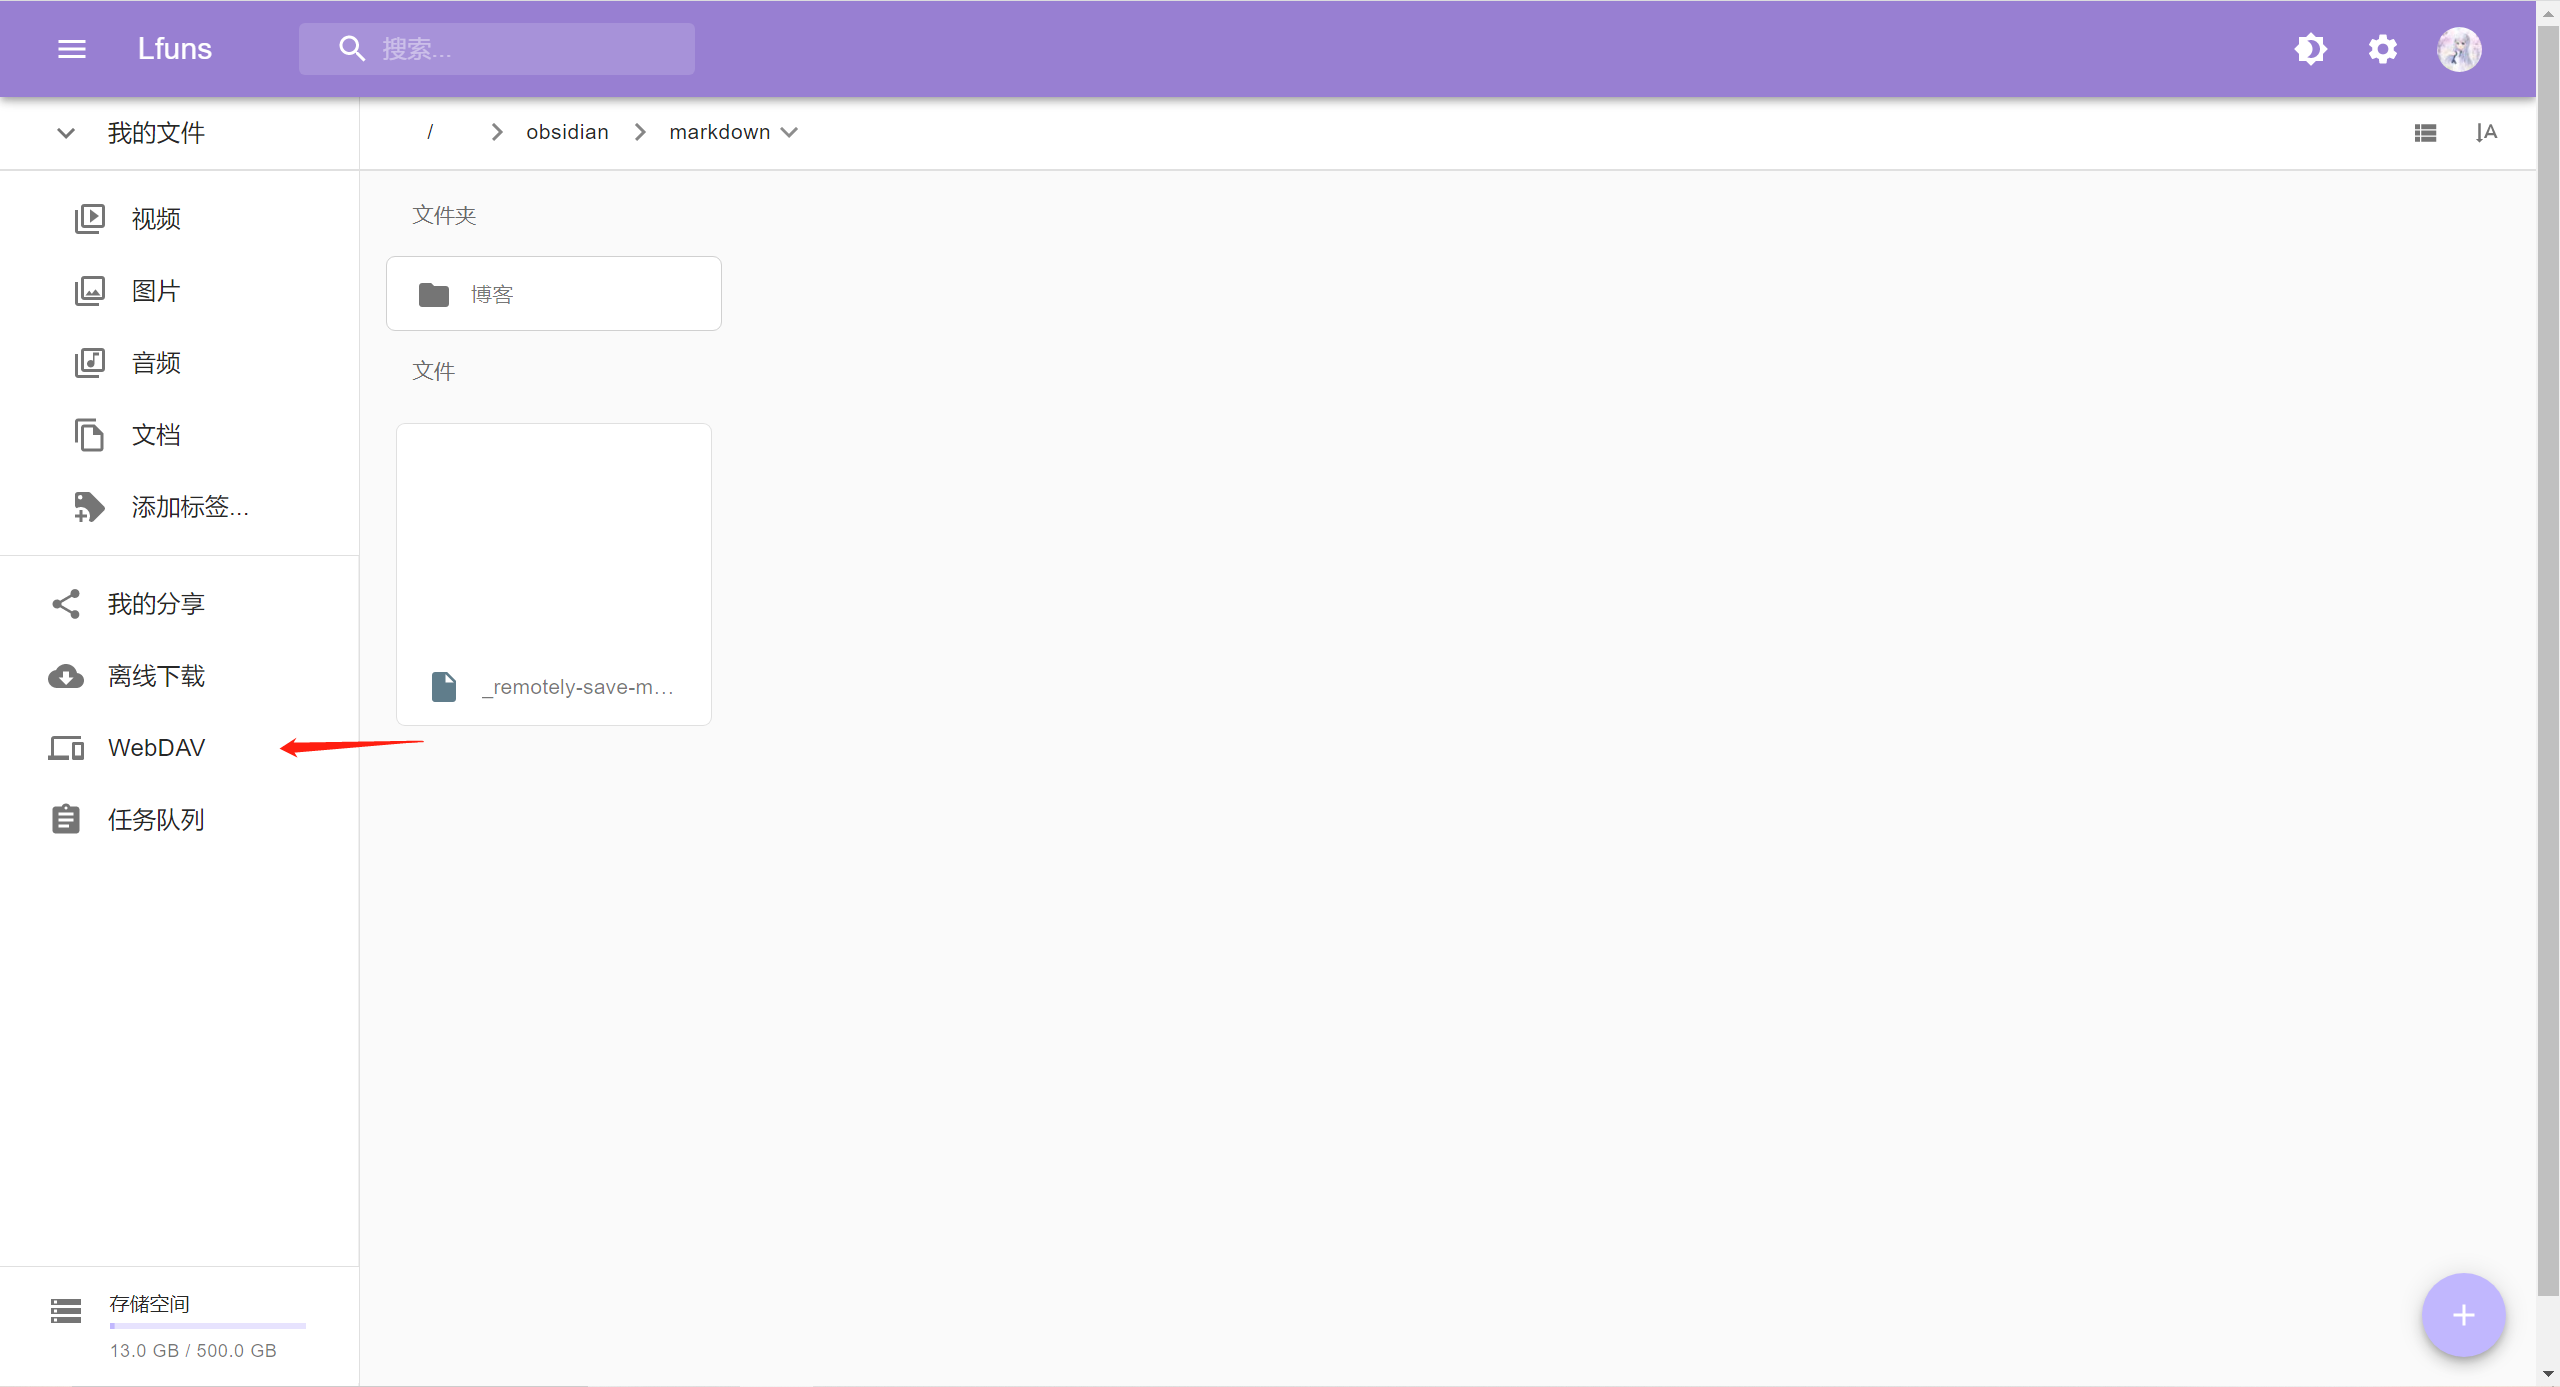 Lfuns
搜索...
我的文件
/
obsidian
markdown
A
视频
图片
音频
文档
添加标签...
我的分享
离线下载
WebDAV
任务队列
存储空间
13.0 GB / 500.0 GB
文件夹
博客
文件
_remotely-save-m...